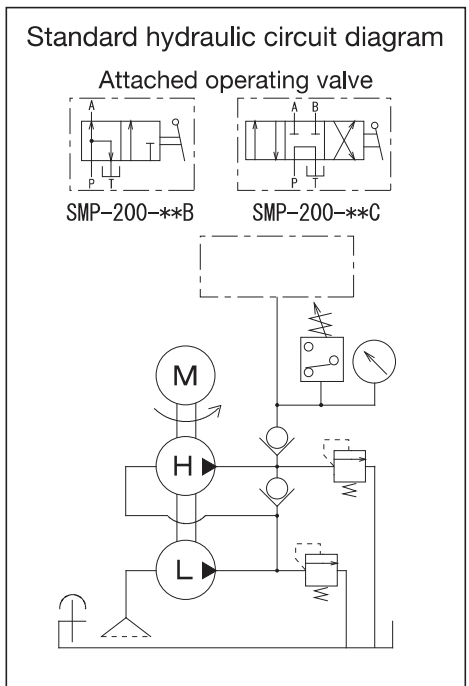 Standard hydraulic circuit diagram
Attached operating valve
A
P T
SMP-200-**B
A B
P T
SMP-200-**C
M
H
L